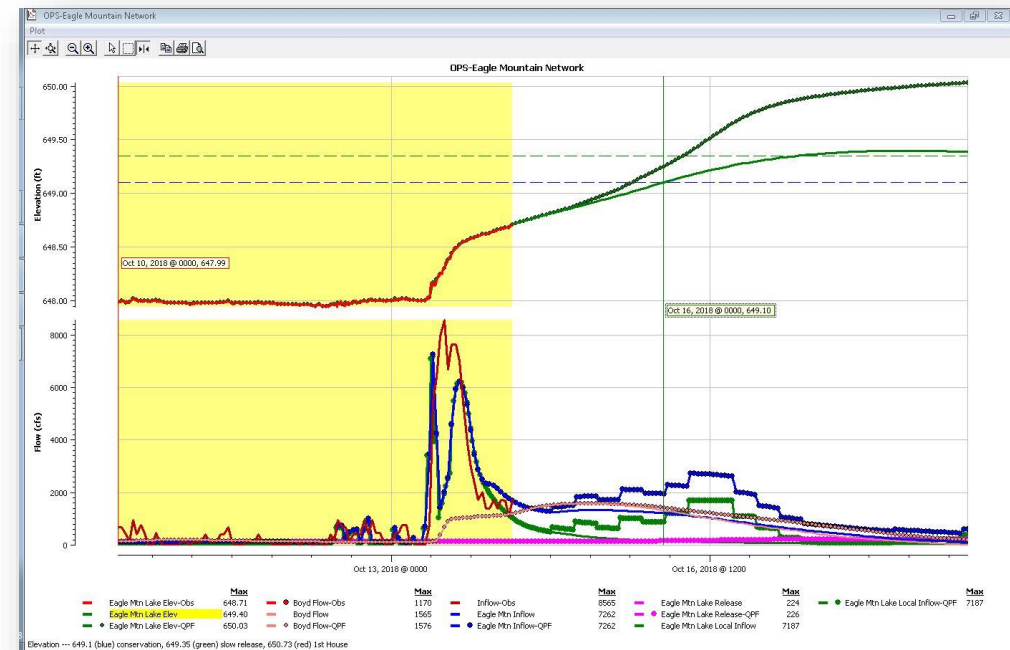 OPS-Eagle Mountain Network
Plot
OPS-Eagle Mountain Network
650.00
649.50
649.00
648.50
648.00
Elevation (ft)
Oct 10, 2018 @ 0000, 647.99
Oct 16, 2018 @ 0000, 649.10
8000
6000
4000
2000
0
Flow (cfs)
Oct 13, 2018 @ 0000
Oct 16, 2018 @ 1200
Max Max Max Max Max
Eagle Mtn Lake Elev-Obs 648.71 Boyd Flow-Obs 1170 Inflow-Obs 8565 Eagle Mtn Lake Release 224 Eagle Mtn Lake Local Inflow-QPF 7187
Eagle Mtn Lake Elev 649.40 Boyd Flow 1565 Eagle Mtn Inflow 7262 Eagle Mtn Lake Release-QPF 226
Eagle Mtn Lake Elev-QPF 650.03 Boyd Flow-QPF 1576 Eagle Mtn Inflow-QPF 7262 Eagle Mtn Lake Local Inflow 7187
Elevation --- 649.1 (blue) conservation, 649.35 (green) slow release, 650.73 (red) 1st House